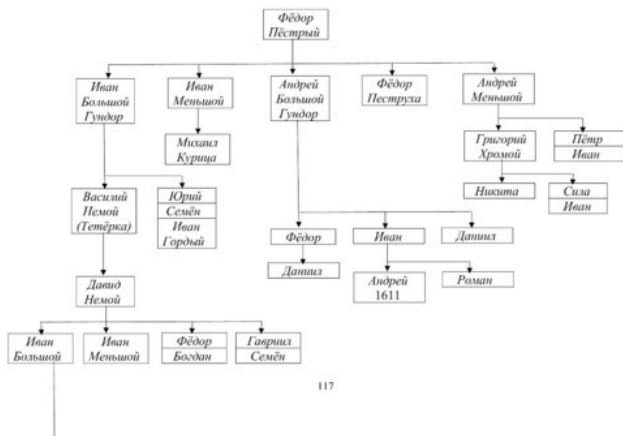 Фёдор
Пёстрый
Иван
Большой
Гундор
Иван
Меньшой
Андрей
Большой
Гундор
Фёдор
Пеструха
Андрей
Меньшой
Михаил
Курица
Григорий
Хромой
Пётр
Иван
Василий
Немой
(Тетёрка)
Юрий
Семён
Иван
Гордый
Никита
Сила
Иван
Фёдор
Иван
Даниил
Даниил
Андрей
1611
Роман
Давид
Немой
Иван
Большой
Иван
Меньшой
Фёдор
Богдан
Гавриил
Семён
117